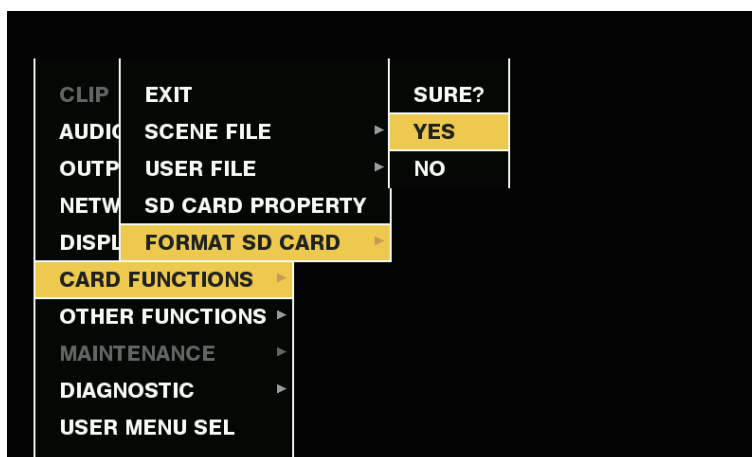 CLIP
AUDIO
OUTP
NETW
DISPL
CARD FUNCTIONS
OTHER FUNCTIONS
MAINTENANCE
DIAGNOSTIC
USER MENU SEL
EXIT
SCENE FILE
USER FILE
SD CARD PROPERTY
FORMAT SD CARD
SURE?
YES
NO